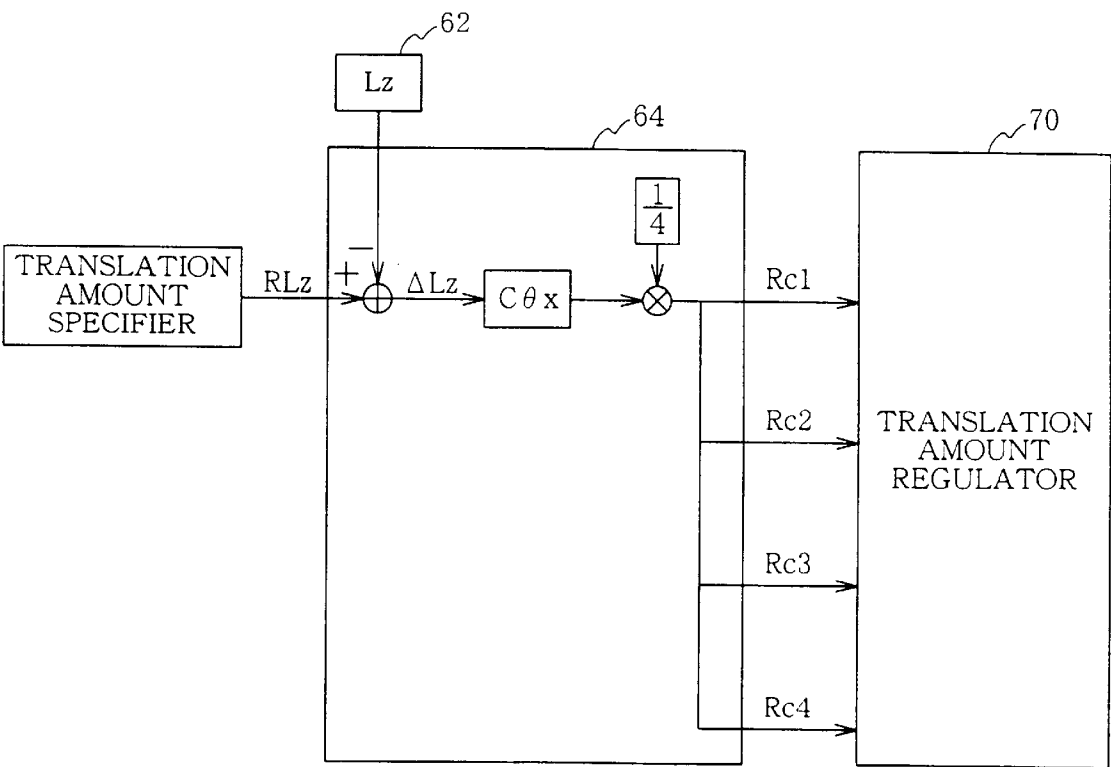 62
Lz
64
70
1
4
−
+
TRANSLATION
AMOUNT
SPECIFIER
RLz
ΔLz
CθX
Rc1
Rc2
TRANSLATION
AMOUNT
REGULATOR
Rc3
Rc4